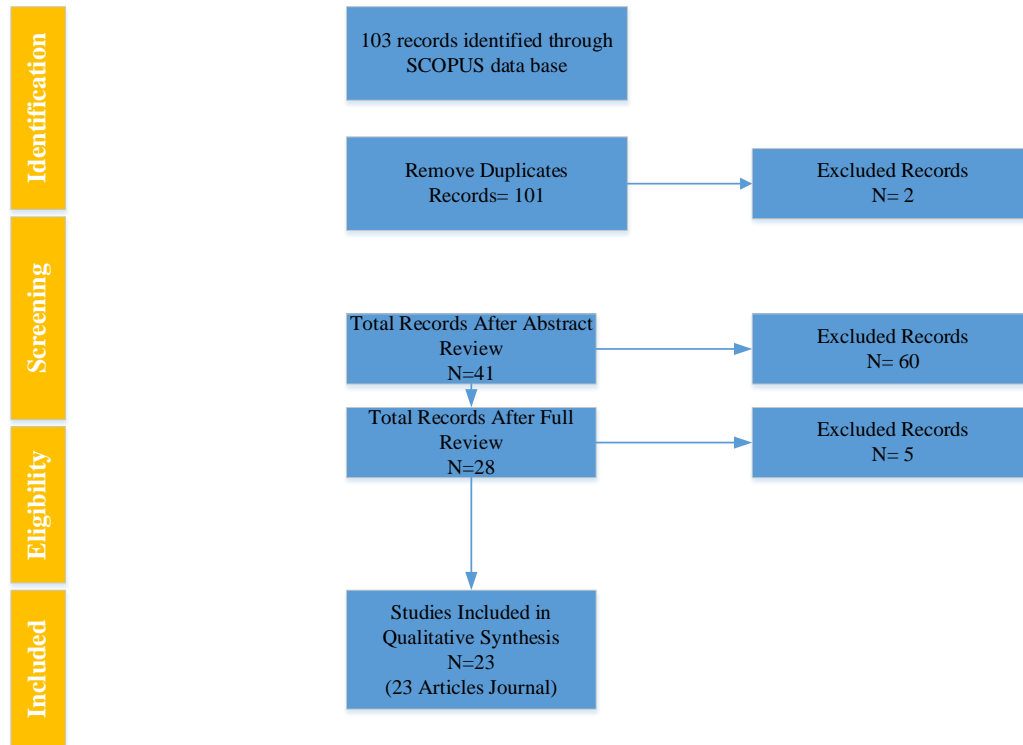 Identification
103 records identified through
SCOPUS data base
Remove Duplicates
Records= 101
Excluded Records
N= 2
Screening
Total Records After Abstract
Review
N=41
Excluded Records
N= 60
Total Records After Full
Review
N=28
Excluded Records
N= 5
Eligibility
Included
Studies Included in
Qualitative Synthesis
N=23
(23 Articles Journal)